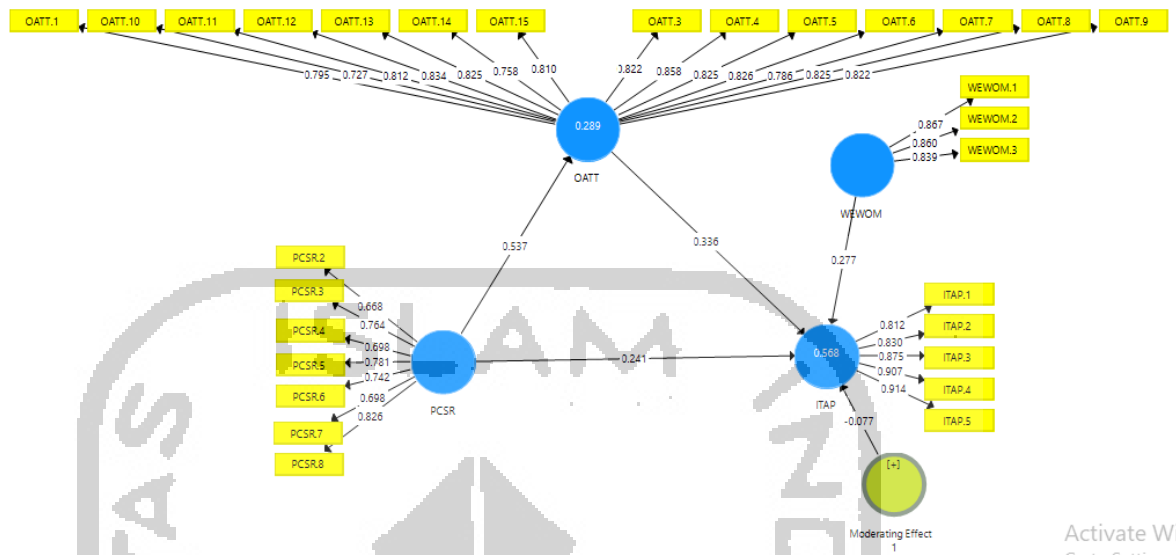 OATT.1 OATT.10 OATT.11 OATT.12 OATT.13 OATT.14 OATT.15 OATT.3 OATT.4 OATT.5 OATT.6 OATT.7 OATT.8 OATT.9
0.795 0.727 0.812 0.834 0.825 0.758 0.810 0.822 0.858 0.825 0.826 0.786 0.825 0.822
0.289
OATT
WEWOM.1
WEWOM.2
WEWOM.3
0.867
0.860
0.839
WEWOM
0.537
0.336
0.277
PCSR.2
PCSR.3
PCSR.4
PCSR.5
PCSR.6
PCSR.7
PCSR.8
0.668
0.764
0.698
0.781
0.742
0.698
0.826
PCSR
0.241
0.568
ITAP
0.812
0.830
0.875
0.907
0.914
ITAP.1
ITAP.2
ITAP.3
ITAP.4
ITAP.5
-0.077
[+]
Moderating Effect
1
ISLAM
TAS
Activate W